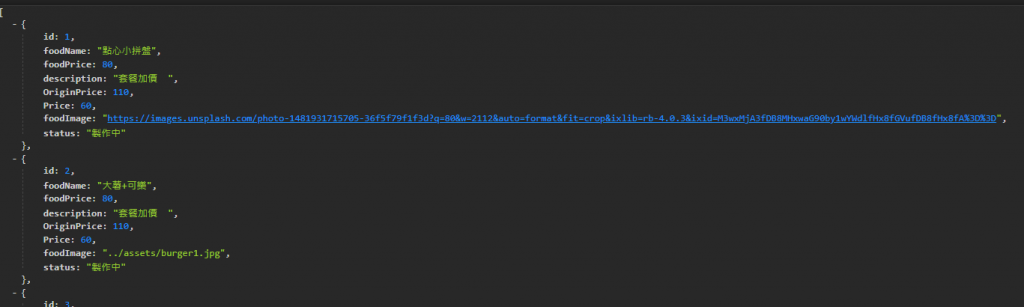 [
- {
id: 1,
foodName: "點心小拼盤",
foodPrice: 80,
description: "套餐加價  ",
OriginPrice: 110,
Price: 60,
foodImage: "https://images.unsplash.com/photo-1481931715705-36f5f79f1f3d?q=80&w=2112&auto=format&fit=crop&ixlib=rb-4.0.3&ixid=M3wxMjA3fDB8MHxwaG90by1wYWdlfHx8fGVufDB8fHx8fA%3D%3D",
status: "製作中"
},
- {
id: 2,
foodName: "大薯+可樂",
foodPrice: 80,
description: "套餐加價  ",
OriginPrice: 110,
Price: 60,
foodImage: "../assets/burger1.jpg",
status: "製作中"
},
- {
id: 3,